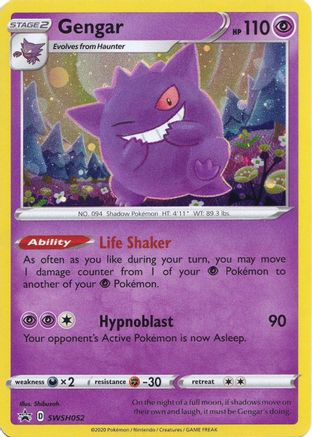 STAGE 2
Gengar
HP 110
Evolves from Haunter
NO. 094 Shadow Pokémon HT: 4'11" WT: 89.3 lbs
Ability Life Shaker
As often as you like during your turn, you may move
1 damage counter from 1 of your Pokémon to
another of your Pokémon.
Hypnoblast 90
Your opponent's Active Pokémon is now Asleep.
weakness ×2 resistance -30 retreat
Illus. Shibuzoh.
D SWSH052
On the night of a full moon, if shadows move on
their own and laugh, it must be Gengar's doing.
©2020 Pokémon / Nintendo / Creatures / GAME FREAK